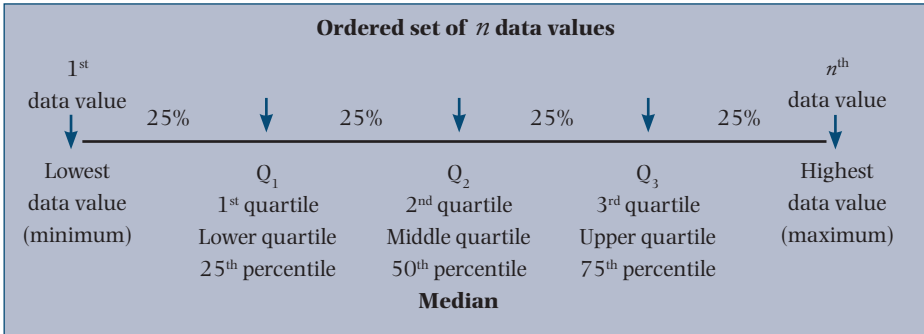 Ordered set of n data values
1st
data value
nth
data value
25%
25%
25%
25%
Lowest
data value
(minimum)
Q1
1st quartile
Lower quartile
25th percentile
Q2
2nd quartile
Middle quartile
50th percentile
Median
Q3
3rd quartile
Upper quartile
75th percentile
Highest
data value
(maximum)